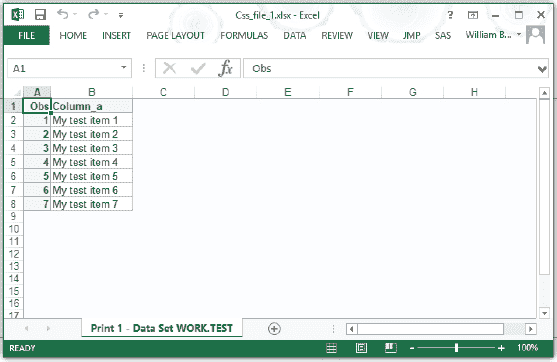 Css_file_1.xlsx - Excel
FILE HOME INSERT PAGE LAYOUT FORMULAS DATA REVIEW VIEW JMP SAS William B...
A1 fx Obs
A B C D E F G H
1 Obs Column_a
2 1 My test item 1
3 2 My test item 2
4 3 My test item 3
5 4 My test item 4
6 5 My test item 5
7 6 My test item 6
8 7 My test item 7
9
10
11
12
13
14
15
16
17
Print 1 - Data Set WORK.TEST
READY 100%